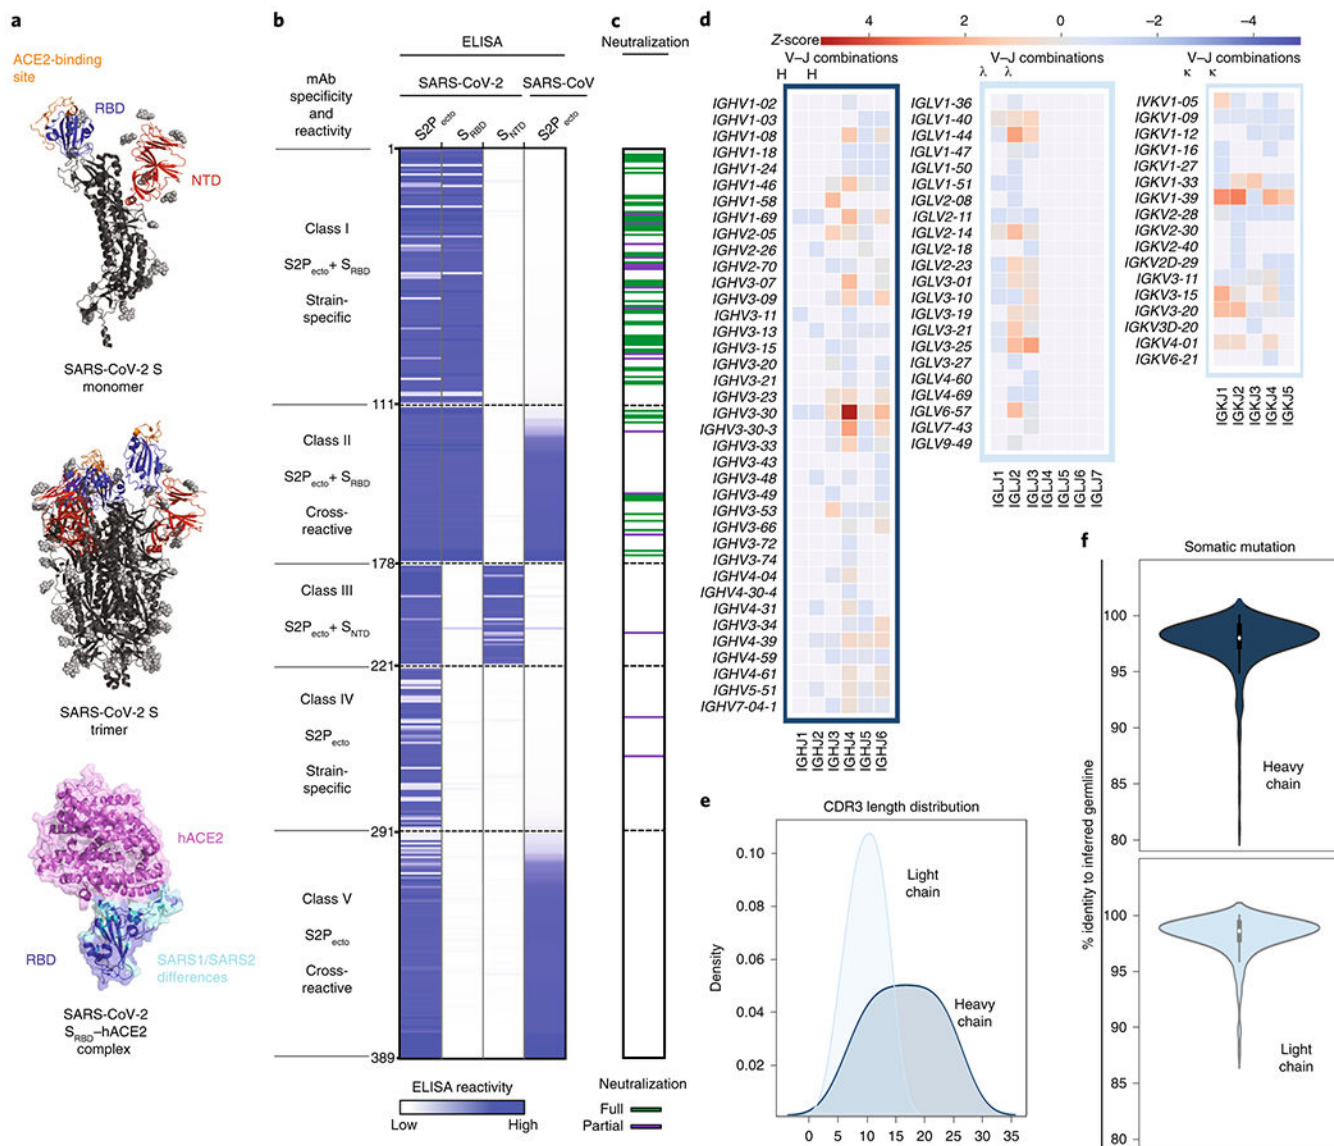 a
ACE2-binding
site
RBD
NTD
SARS-CoV-2 S
monomer
SARS-CoV-2 S
trimer
hACE2
RBD
SARS1/SARS2
differences
SARS-CoV-2
S_RBD–hACE2
complex
b
ELISA
mAb
specificity
and
reactivity
SARS-CoV-2
SARS-CoV
S2P_ecto
S_RBD
S_NTD
S2P_ecto
1
Class I
S2P_ecto + S_RBD
Strain-
specific
111
Class II
S2P_ecto + S_RBD
Cross-
reactive
178
Class III
S2P_ecto + S_NTD
221
Class IV
S2P_ecto
Strain-
specific
291
Class V
S2P_ecto
Cross-
reactive
389
ELISA reactivity
Low
High
c
Neutralization
Neutralization
Full
Partial
d
4
2
0
−2
−4
Z-score
V–J combinations
H H
IGHV1-02
IGHV1-03
IGHV1-08
IGHV1-18
IGHV1-24
IGHV1-46
IGHV1-58
IGHV1-69
IGHV2-05
IGHV2-26
IGHV2-70
IGHV3-07
IGHV3-09
IGHV3-11
IGHV3-13
IGHV3-15
IGHV3-20
IGHV3-21
IGHV3-23
IGHV3-30
IGHV3-30-3
IGHV3-33
IGHV3-43
IGHV3-48
IGHV3-49
IGHV3-53
IGHV3-66
IGHV3-72
IGHV3-74
IGHV4-04
IGHV4-30-4
IGHV4-31
IGHV3-34
IGHV4-39
IGHV4-59
IGHV4-61
IGHV5-51
IGHV7-04-1
IGHJ1
IGHJ2
IGHJ3
IGHJ4
IGHJ5
IGHJ6
V–J combinations
λ λ
IGLV1-36
IGLV1-40
IGLV1-44
IGLV1-47
IGLV1-50
IGLV1-51
IGLV2-08
IGLV2-11
IGLV2-14
IGLV2-18
IGLV2-23
IGLV3-01
IGLV3-10
IGLV3-19
IGLV3-21
IGLV3-25
IGLV3-27
IGLV4-60
IGLV4-69
IGLV6-57
IGLV7-43
IGLV9-49
IGLJ1
IGLJ2
IGLJ3
IGLJ4
IGLJ5
IGLJ6
IGLJ7
V–J combinations
κ κ
IVKV1-05
IGKV1-09
IGKV1-12
IGKV1-16
IGKV1-27
IGKV1-33
IGKV1-39
IGKV2-28
IGKV2-30
IGKV2-40
IGKV2D-29
IGKV3-11
IGKV3-15
IGKV3-20
IGKV3D-20
IGKV4-01
IGKV6-21
IGKJ1
IGKJ2
IGKJ3
IGKJ4
IGKJ5
e
CDR3 length distribution
Density
0.10
0.08
0.06
0.04
0.02
Light
chain
Heavy
chain
0 5 10 15 20 25 30 35
f
Somatic mutation
% identity to inferred germline
100
95
90
85
80
Heavy
chain
100
95
90
85
Light
chain